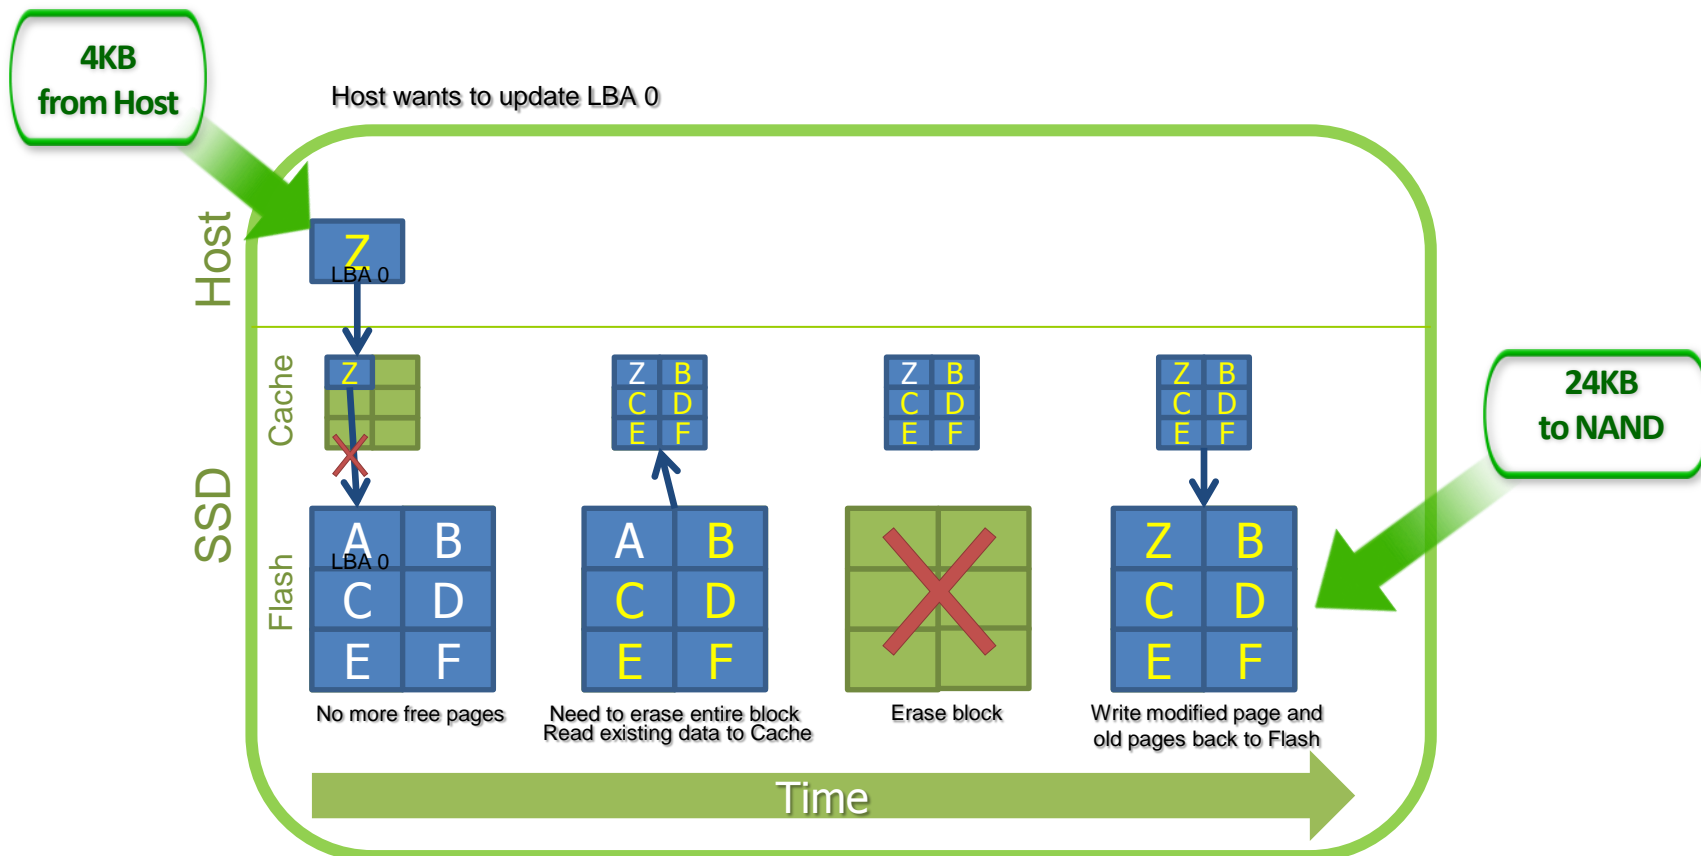 4KB
from Host
Host wants to update LBA 0
Host
Z
LBA 0
SSD
Cache
Z
Z B
C D
E F
Z B
C D
E F
Z B
C D
E F
24KB
to NAND
Flash
A B
LBA 0
C D
E F
A B
C D
E F
Z B
C D
E F
No more free pages
Need to erase entire block
Read existing data to Cache
Erase block
Write modified page and
old pages back to Flash
Time